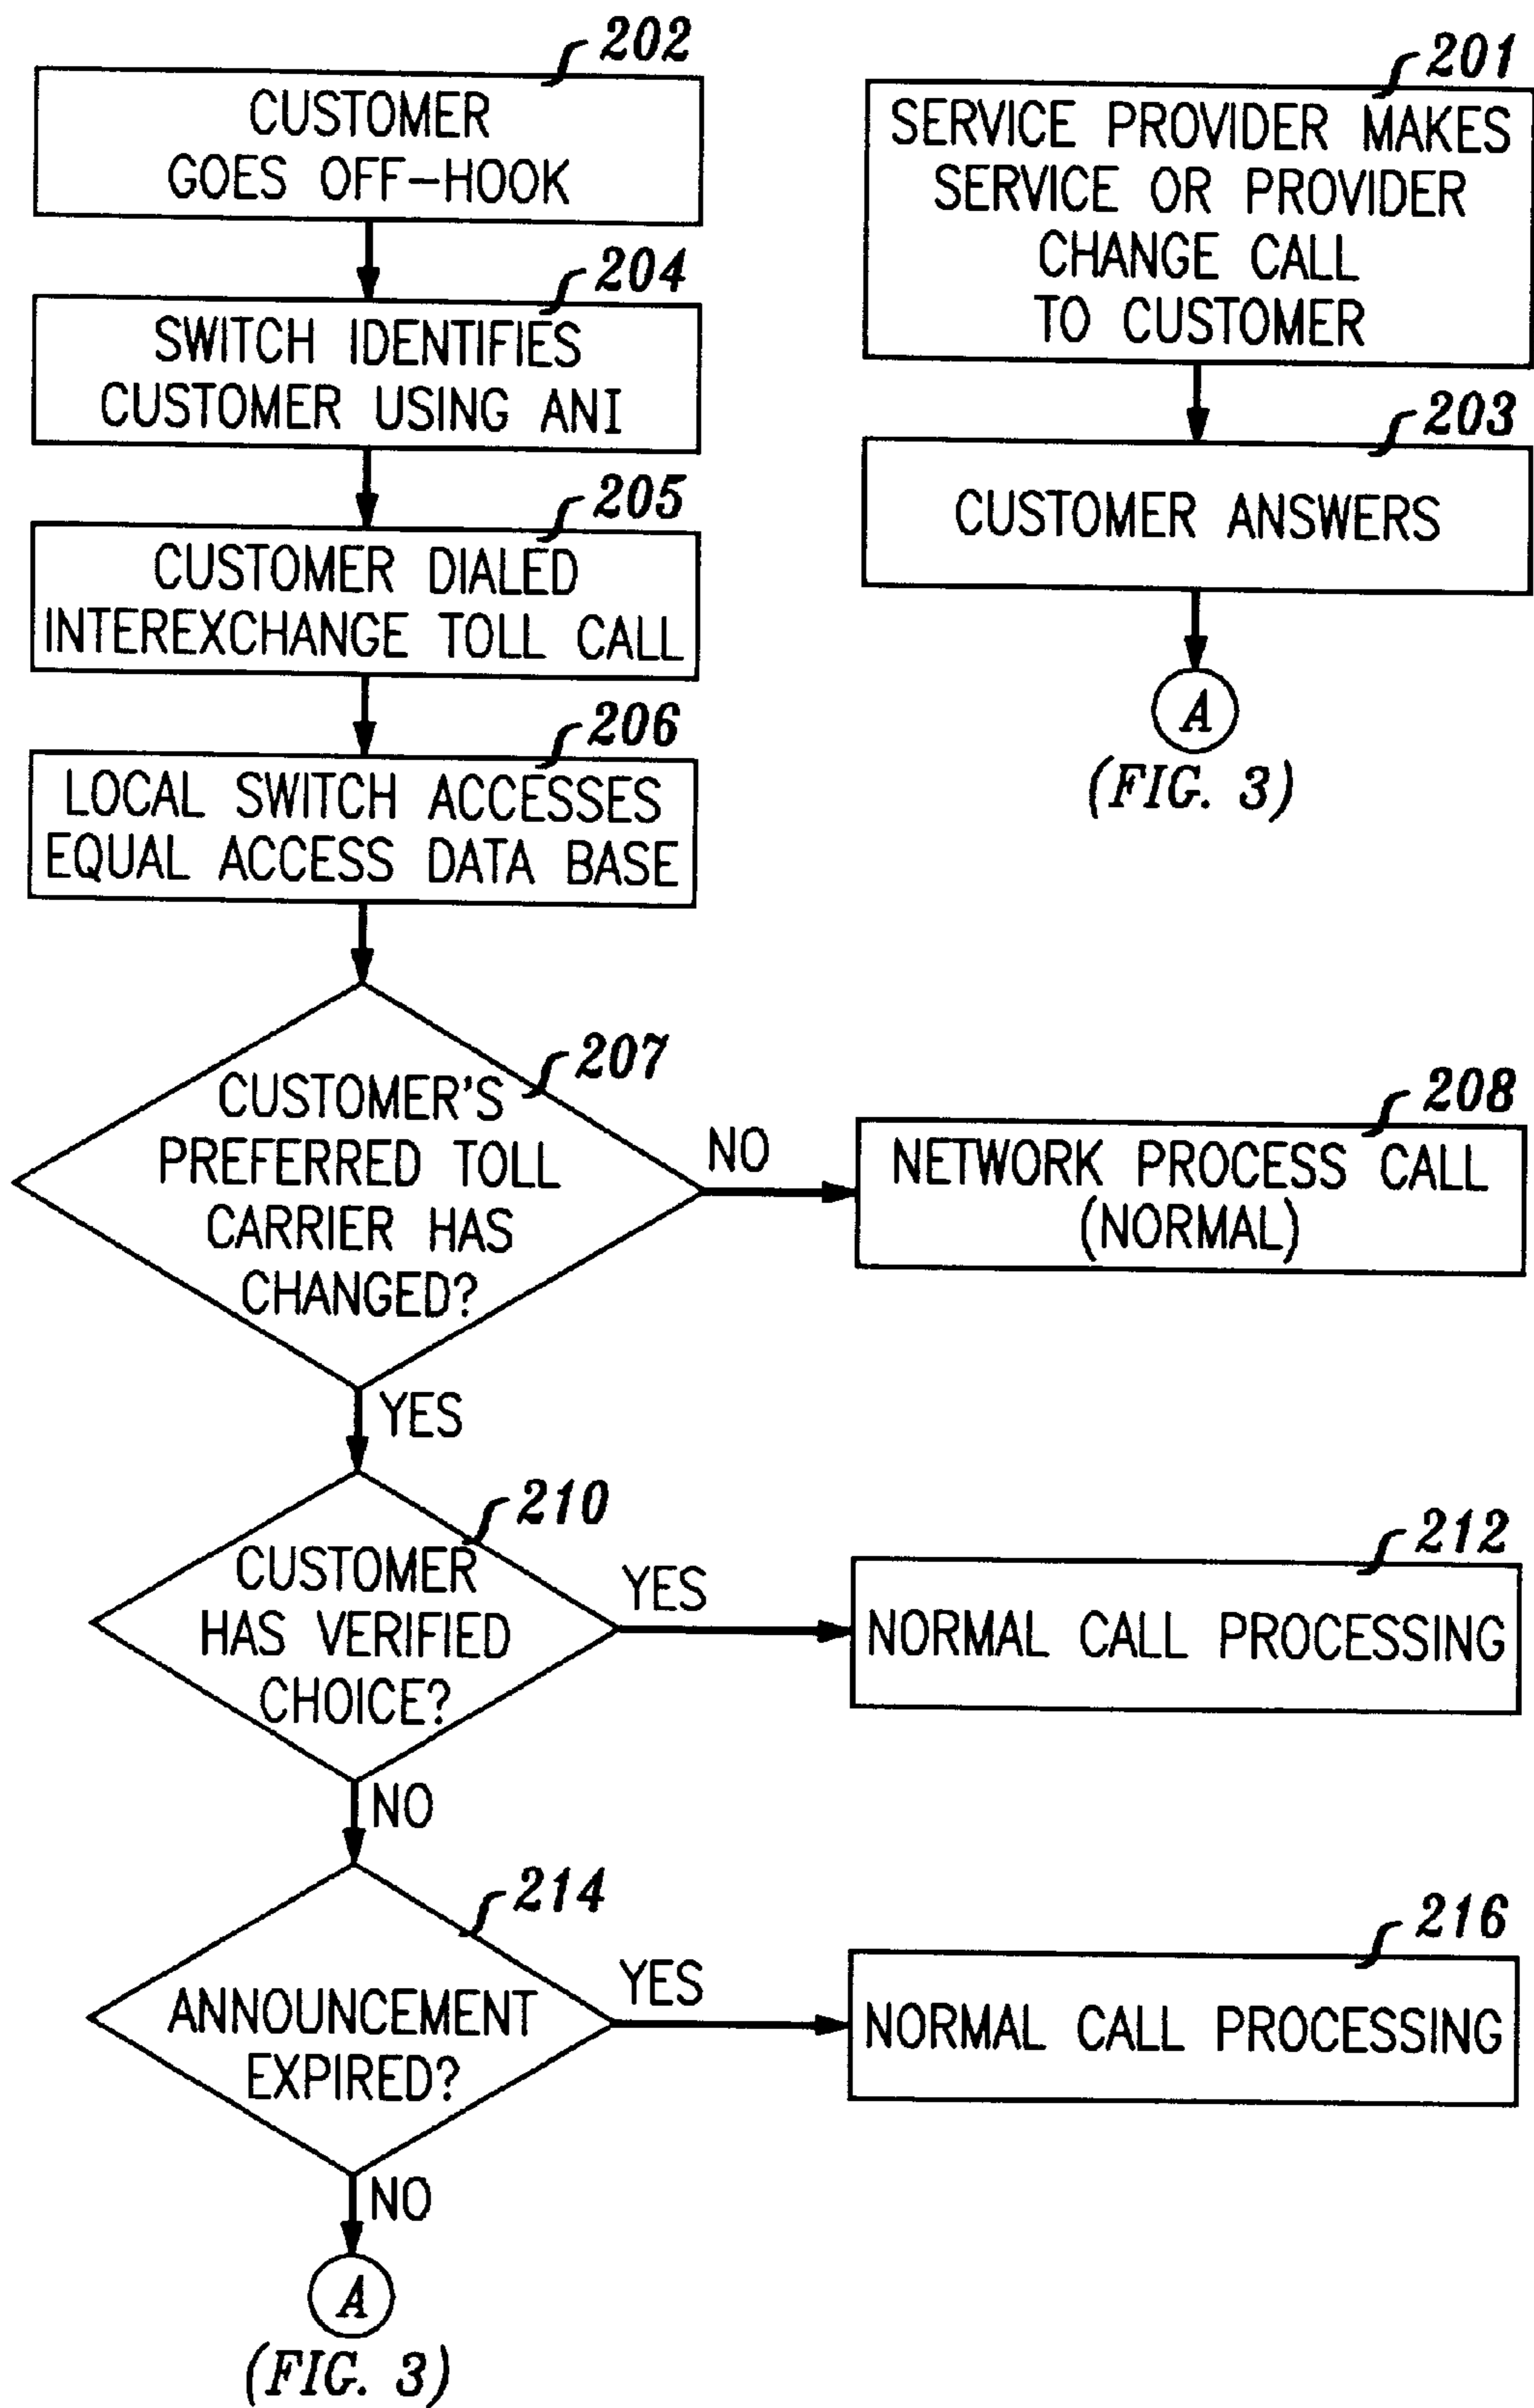 202
CUSTOMER
GOES OFF-HOOK
204
SWITCH IDENTIFIES
CUSTOMER USING ANI
205
CUSTOMER DIALED
INTEREXCHANGE TOLL CALL
206
LOCAL SWITCH ACCESSES
EQUAL ACCESS DATA BASE
201
SERVICE PROVIDER MAKES
SERVICE OR PROVIDER
CHANGE CALL
TO CUSTOMER
203
CUSTOMER ANSWERS
A
(FIG. 3)
207
CUSTOMER'S
PREFERRED TOLL
CARRIER HAS
CHANGED?
NO
208
NETWORK PROCESS CALL
(NORMAL)
YES
210
CUSTOMER
HAS VERIFIED
CHOICE?
YES
212
NORMAL CALL PROCESSING
NO
214
ANNOUNCEMENT
EXPIRED?
YES
216
NORMAL CALL PROCESSING
NO
A
(FIG. 3)